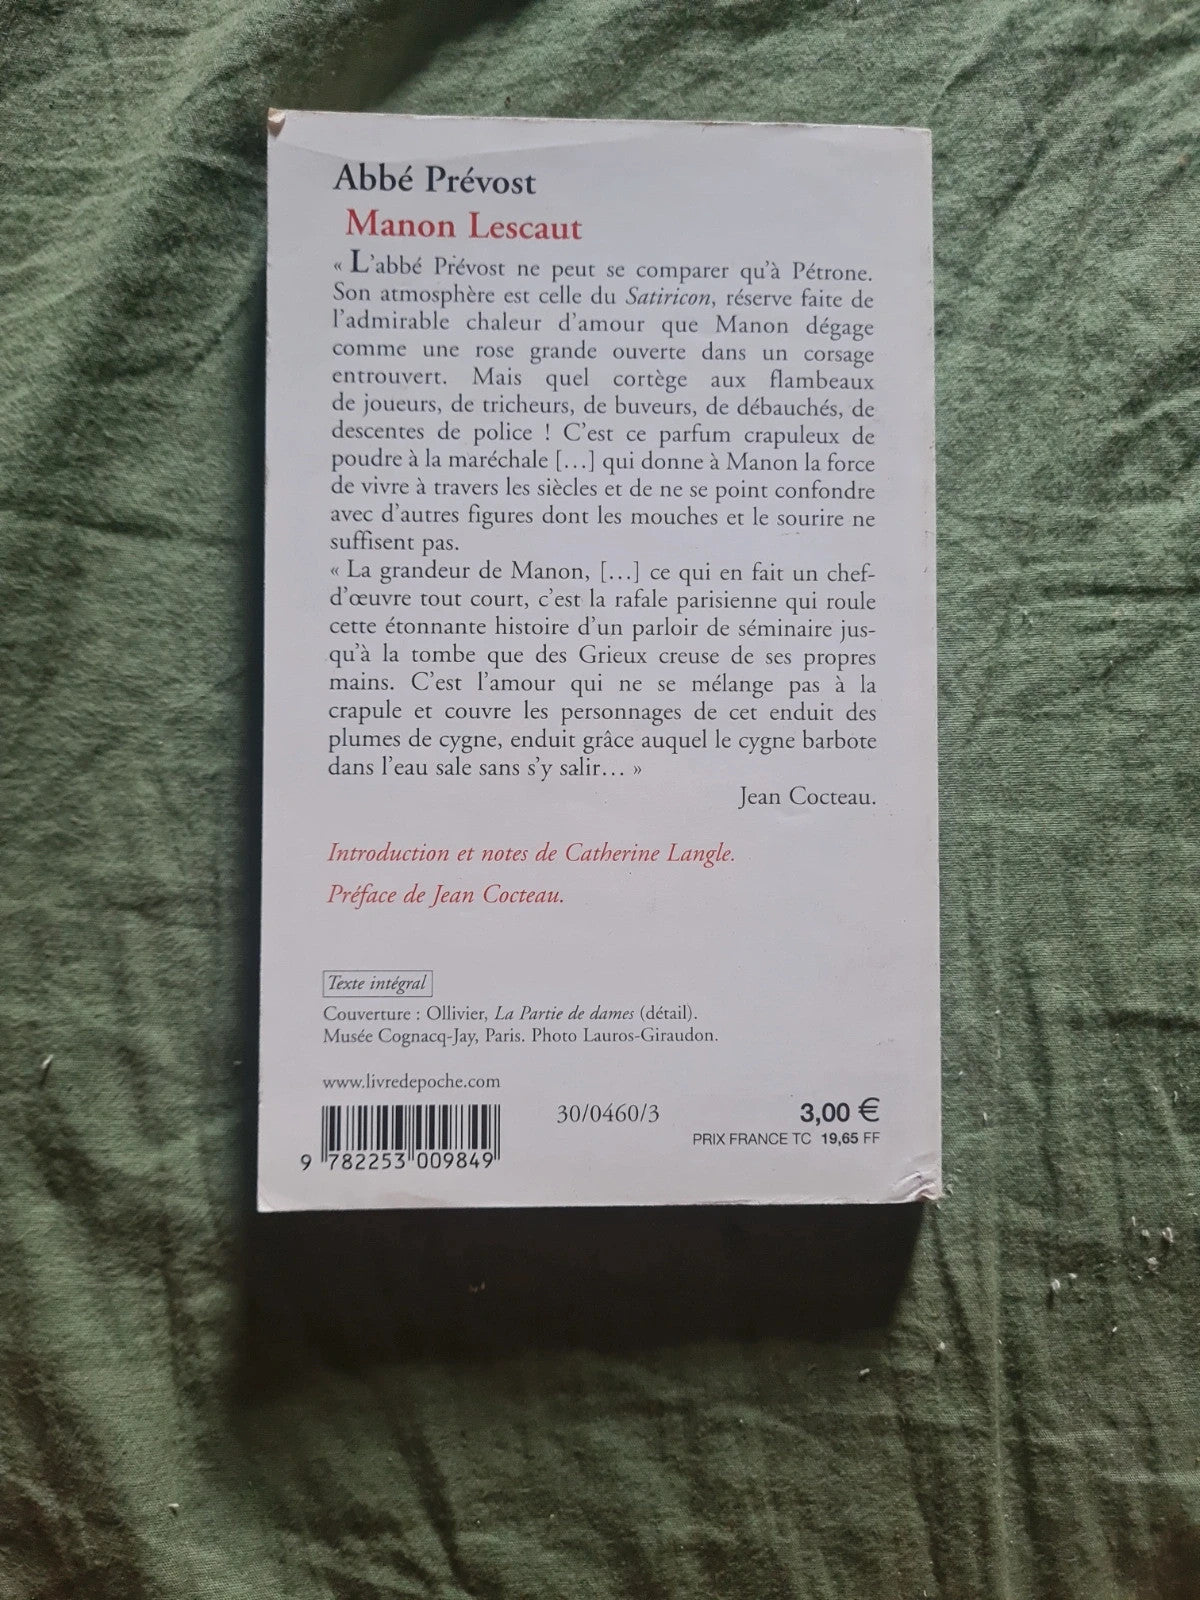 Abbé Prévost
Manon Lescaut
« L'abbé Prévost ne peut se comparer qu'à Pétrone.
Son atmosphère est celle du Satiricon, réserve faite de
l'admirable chaleur d'amour que Manon dégage
comme une rose grande ouverte dans un corsage
entrouvert. Mais quel cortège aux flambeaux
de joueurs, de tricheurs, de buveurs, de débauchés, de
descentes de police ! C'est ce parfum crapuleux de
poudre à la maréchale […] qui donne à Manon la force
de vivre à travers les siècles et de ne se point confondre
avec d'autres figures dont les mouches et le sourire ne
suffisent pas.
« La grandeur de Manon, […] ce qui en fait un chef-
d'œuvre tout court, c'est la rafale parisienne qui roule
cette étonnante histoire d'un parloir de séminaire jus-
qu'à la tombe que des Grieux creuse de ses propres
mains. C'est l'amour qui ne se mélange pas à la
crapule et couvre les personnages de cet enduit des
plumes de cygne, enduit grâce auquel le cygne barbote
dans l'eau sale sans s'y salir… »
Jean Cocteau.
Introduction et notes de Catherine Langle.
Préface de Jean Cocteau.
Texte intégral
Couverture : Ollivier, La Partie de dames (détail).
Musée Cognacq-Jay, Paris. Photo Lauros-Giraudon.
www.livredepoche.com
30/0460/3
3,00 €
PRIX FRANCE TC 19,65 FF
9 782253 009849